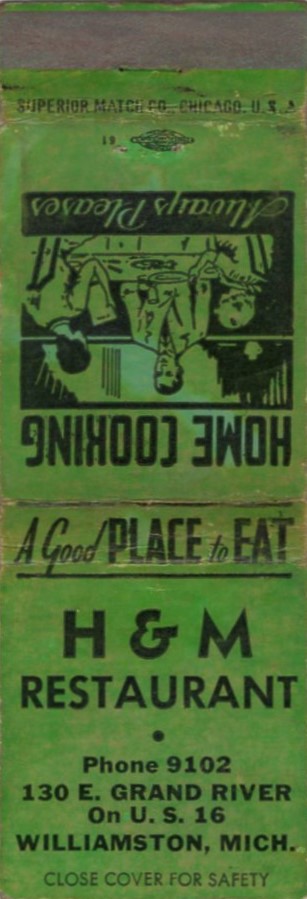 SUPERIOR MATCH CO., CHICAGO, U. S. A.
19
HOME COOKING
Always Pleases
A Good PLACE to EAT
H & M
RESTAURANT
•
Phone 9102
130 E. GRAND RIVER
On U. S. 16
WILLIAMSTON, MICH.
CLOSE COVER FOR SAFETY